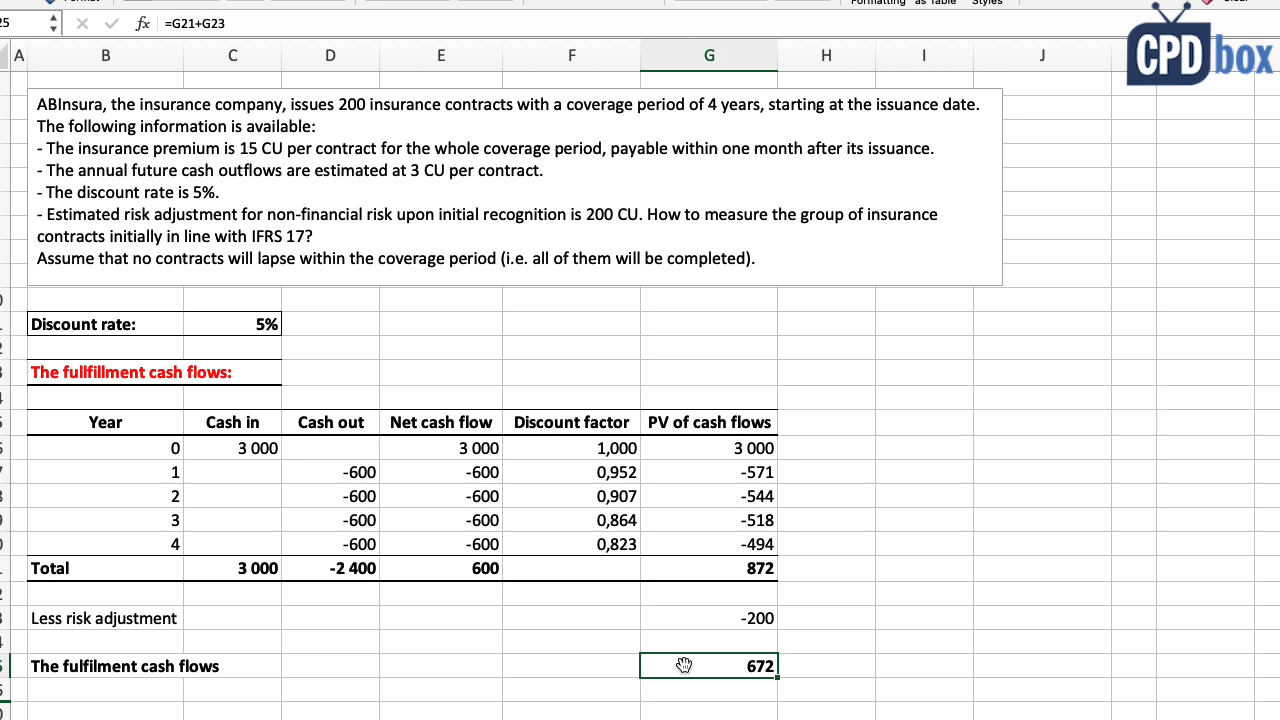 Formatting as Table Styles
25 fx =G21+G23
CPDbox
A B C D E F G H I J
ABInsura, the insurance company, issues 200 insurance contracts with a coverage period of 4 years, starting at the issuance date.
The following information is available:
- The insurance premium is 15 CU per contract for the whole coverage period, payable within one month after its issuance.
- The annual future cash outflows are estimated at 3 CU per contract.
- The discount rate is 5%.
- Estimated risk adjustment for non-financial risk upon initial recognition is 200 CU. How to measure the group of insurance
contracts initially in line with IFRS 17?
Assume that no contracts will lapse within the coverage period (i.e. all of them will be completed).
Discount rate: 5%
The fullfillment cash flows:
Year Cash in Cash out Net cash flow Discount factor PV of cash flows
0 3 000 3 000 1,000 3 000
1 -600 -600 0,952 -571
2 -600 -600 0,907 -544
3 -600 -600 0,864 -518
4 -600 -600 0,823 -494
Total 3 000 -2 400 600 872
Less risk adjustment -200
The fulfilment cash flows 672